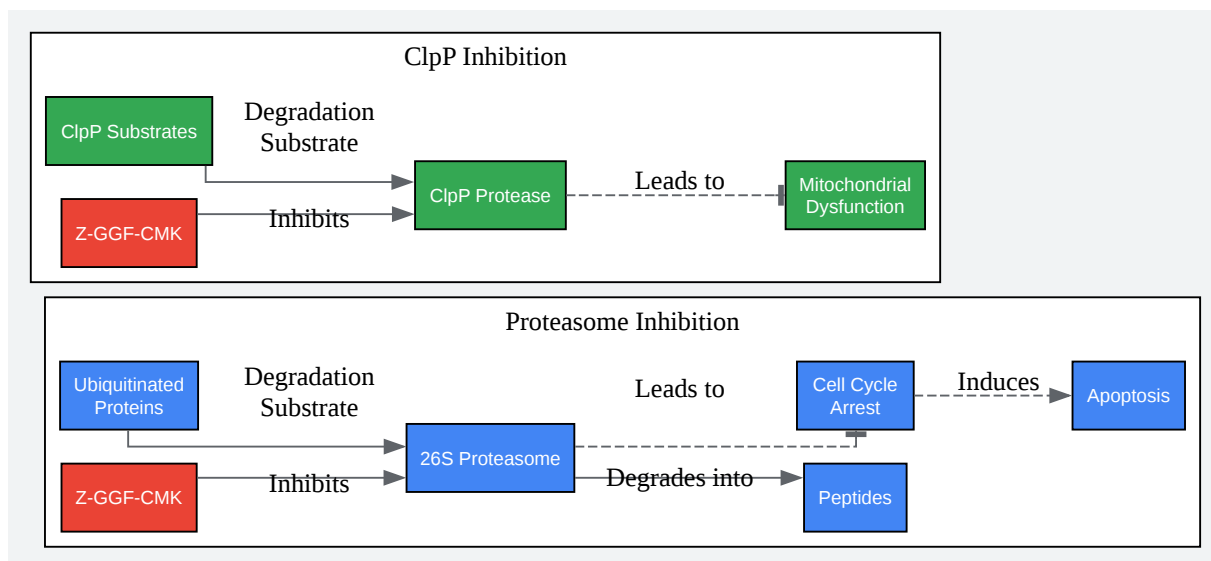 ClpP Inhibition
ClpP Substrates
Degradation
Substrate
Z-GGF-CMK
Inhibits
ClpP Protease
Leads to
Mitochondrial
Dysfunction
Proteasome Inhibition
Ubiquitinated
Proteins
Degradation
Substrate
Z-GGF-CMK
Inhibits
26S Proteasome
Leads to
Cell Cycle
Arrest
Induces
Apoptosis
Degrades into
Peptides